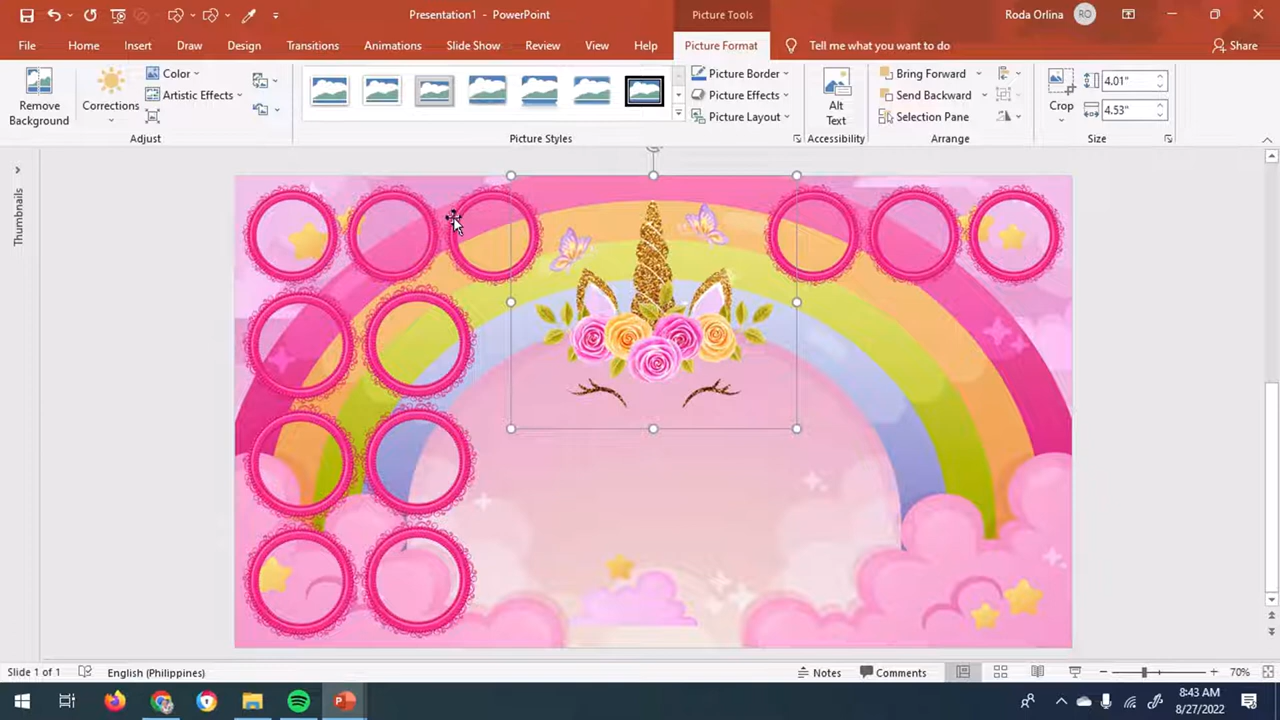 Presentation1 - PowerPoint
Picture Tools
Roda Orlina
RO
File
Home
Insert
Draw
Design
Transitions
Animations
Slide Show
Review
View
Help
Picture Format
Tell me what you want to do
Share
Remove
Background
Corrections
Color
Artistic Effects
Adjust
Picture Styles
Picture Border
Picture Effects
Picture Layout
Alt
Text
Accessibility
Bring Forward
Send Backward
Selection Pane
Arrange
Crop
4.01"
4.53"
Size
Thumbnails
Slide 1 of 1
English (Philippines)
Notes
Comments
70%
8:43 AM
8/27/2022